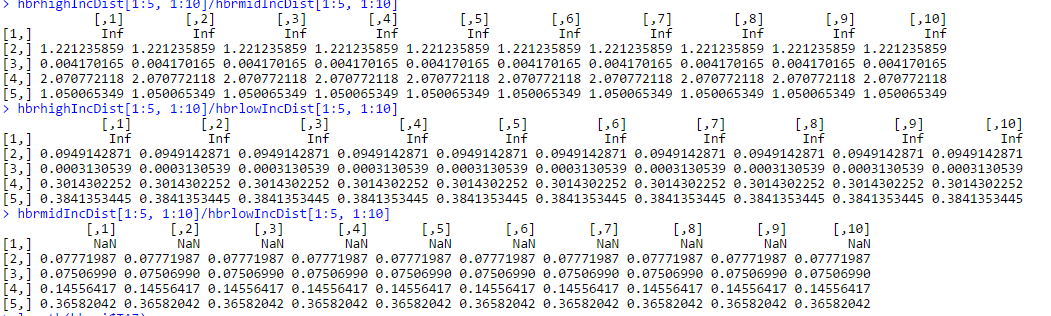 > hbrhighIncDist[1:5, 1:10]/hbrmidIncDist[1:5, 1:10]
[,1] [,2] [,3] [,4] [,5] [,6] [,7] [,8] [,9] [,10]
[1,] Inf Inf Inf Inf Inf Inf Inf Inf Inf Inf
[2,] 1.221235859 1.221235859 1.221235859 1.221235859 1.221235859 1.221235859 1.221235859 1.221235859 1.221235859 1.221235859
[3,] 0.004170165 0.004170165 0.004170165 0.004170165 0.004170165 0.004170165 0.004170165 0.004170165 0.004170165 0.004170165
[4,] 2.070772118 2.070772118 2.070772118 2.070772118 2.070772118 2.070772118 2.070772118 2.070772118 2.070772118 2.070772118
[5,] 1.050065349 1.050065349 1.050065349 1.050065349 1.050065349 1.050065349 1.050065349 1.050065349 1.050065349 1.050065349
> hbrhighIncDist[1:5, 1:10]/hbrlowIncDist[1:5, 1:10]
[,1] [,2] [,3] [,4] [,5] [,6] [,7] [,8] [,9] [,10]
[1,] Inf Inf Inf Inf Inf Inf Inf Inf Inf Inf
[2,] 0.0949142871 0.0949142871 0.0949142871 0.0949142871 0.0949142871 0.0949142871 0.0949142871 0.0949142871 0.0949142871 0.0949142871
[3,] 0.0003130539 0.0003130539 0.0003130539 0.0003130539 0.0003130539 0.0003130539 0.0003130539 0.0003130539 0.0003130539 0.0003130539
[4,] 0.3014302252 0.3014302252 0.3014302252 0.3014302252 0.3014302252 0.3014302252 0.3014302252 0.3014302252 0.3014302252 0.3014302252
[5,] 0.3841353445 0.3841353445 0.3841353445 0.3841353445 0.3841353445 0.3841353445 0.3841353445 0.3841353445 0.3841353445 0.3841353445
> hbrmidIncDist[1:5, 1:10]/hbrlowIncDist[1:5, 1:10]
[,1] [,2] [,3] [,4] [,5] [,6] [,7] [,8] [,9] [,10]
[1,] NaN NaN NaN NaN NaN NaN NaN NaN NaN NaN
[2,] 0.07771987 0.07771987 0.07771987 0.07771987 0.07771987 0.07771987 0.07771987 0.07771987 0.07771987 0.07771987
[3,] 0.07506990 0.07506990 0.07506990 0.07506990 0.07506990 0.07506990 0.07506990 0.07506990 0.07506990 0.07506990
[4,] 0.14556417 0.14556417 0.14556417 0.14556417 0.14556417 0.14556417 0.14556417 0.14556417 0.14556417 0.14556417
[5,] 0.36582042 0.36582042 0.36582042 0.36582042 0.36582042 0.36582042 0.36582042 0.36582042 0.36582042 0.36582042